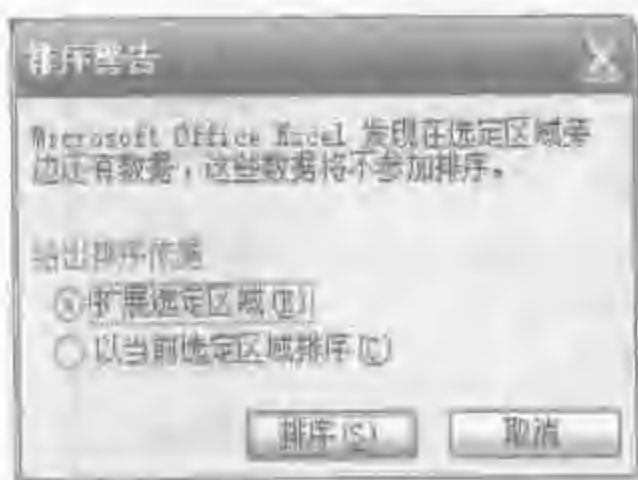 排序警告
Microsoft Office Excel 发现在选定区域旁
边还有数据，这些数据将不参加排序。
给出排序依据
扩展选定区域(E)
以当前选定区域排序(C)
排序(S)
取消